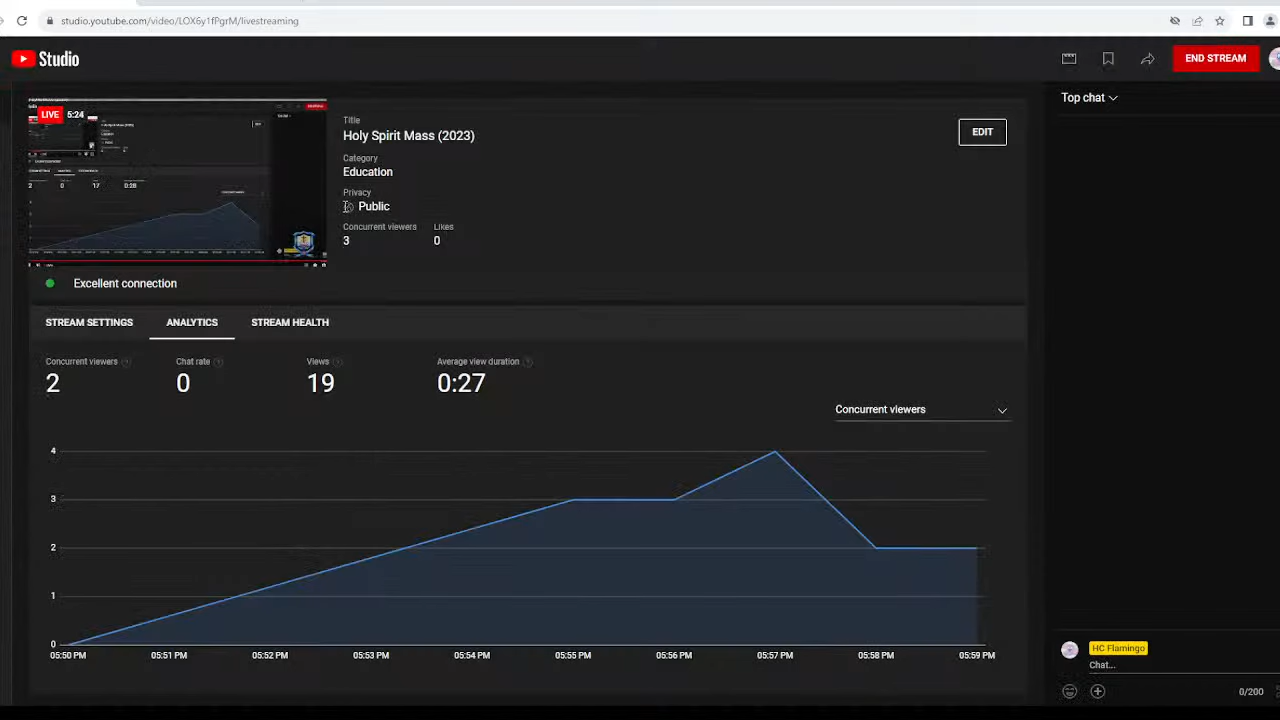 studio.youtube.com/video/LOX6y1fPgrM/livestreaming
Studio
END STREAM
LIVE 5:24
Title
Holy Spirit Mass (2023)
EDIT
Category
Education
Privacy
Public
Concurrent viewers Likes
3 0
Excellent connection
STREAM SETTINGS ANALYTICS STREAM HEALTH
Concurrent viewers Chat rate Views Average view duration
2 0 19 0:27
Concurrent viewers
4
3
2
1
0
05:50 PM 05:51 PM 05:52 PM 05:53 PM 05:54 PM 05:55 PM 05:56 PM 05:57 PM 05:58 PM 05:59 PM
Top chat
HC Flamingo
Chat...
0/200